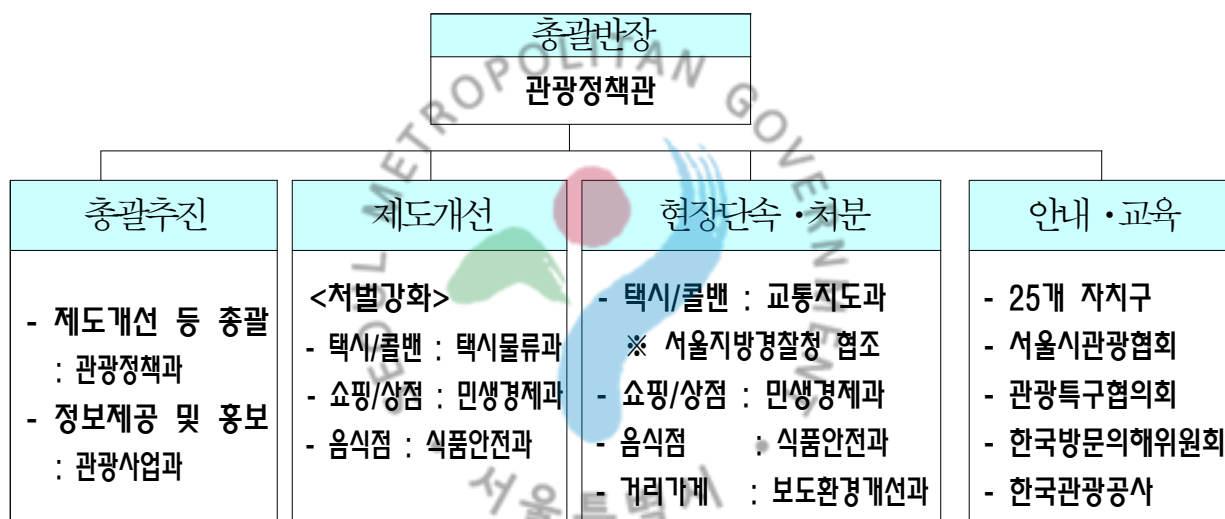 총괄반장
관광정책관
총괄추진
- 제도개선 등 총괄
: 관광정책과
- 정보제공 및 홍보
: 관광사업과
제도개선
<처벌강화>
- 택시/콜밴 : 택시물류과
- 쇼핑/상점 : 민생경제과
- 음식점 : 식품안전과
현장단속 · 처분
- 택시/콜밴 : 교통지도과
※ 서울지방경찰청 협조
- 쇼핑/상점 : 민생경제과
- 음식점 : 식품안전과
- 거리가게 : 보도환경개선과
안내 · 교육
- 25개 자치구
- 서울시관광협회
- 관광특구협의회
- 한국방문의해위원회
- 한국관광공사
SEOUL METROPOLITAN GOVERNMENT
서울특별시